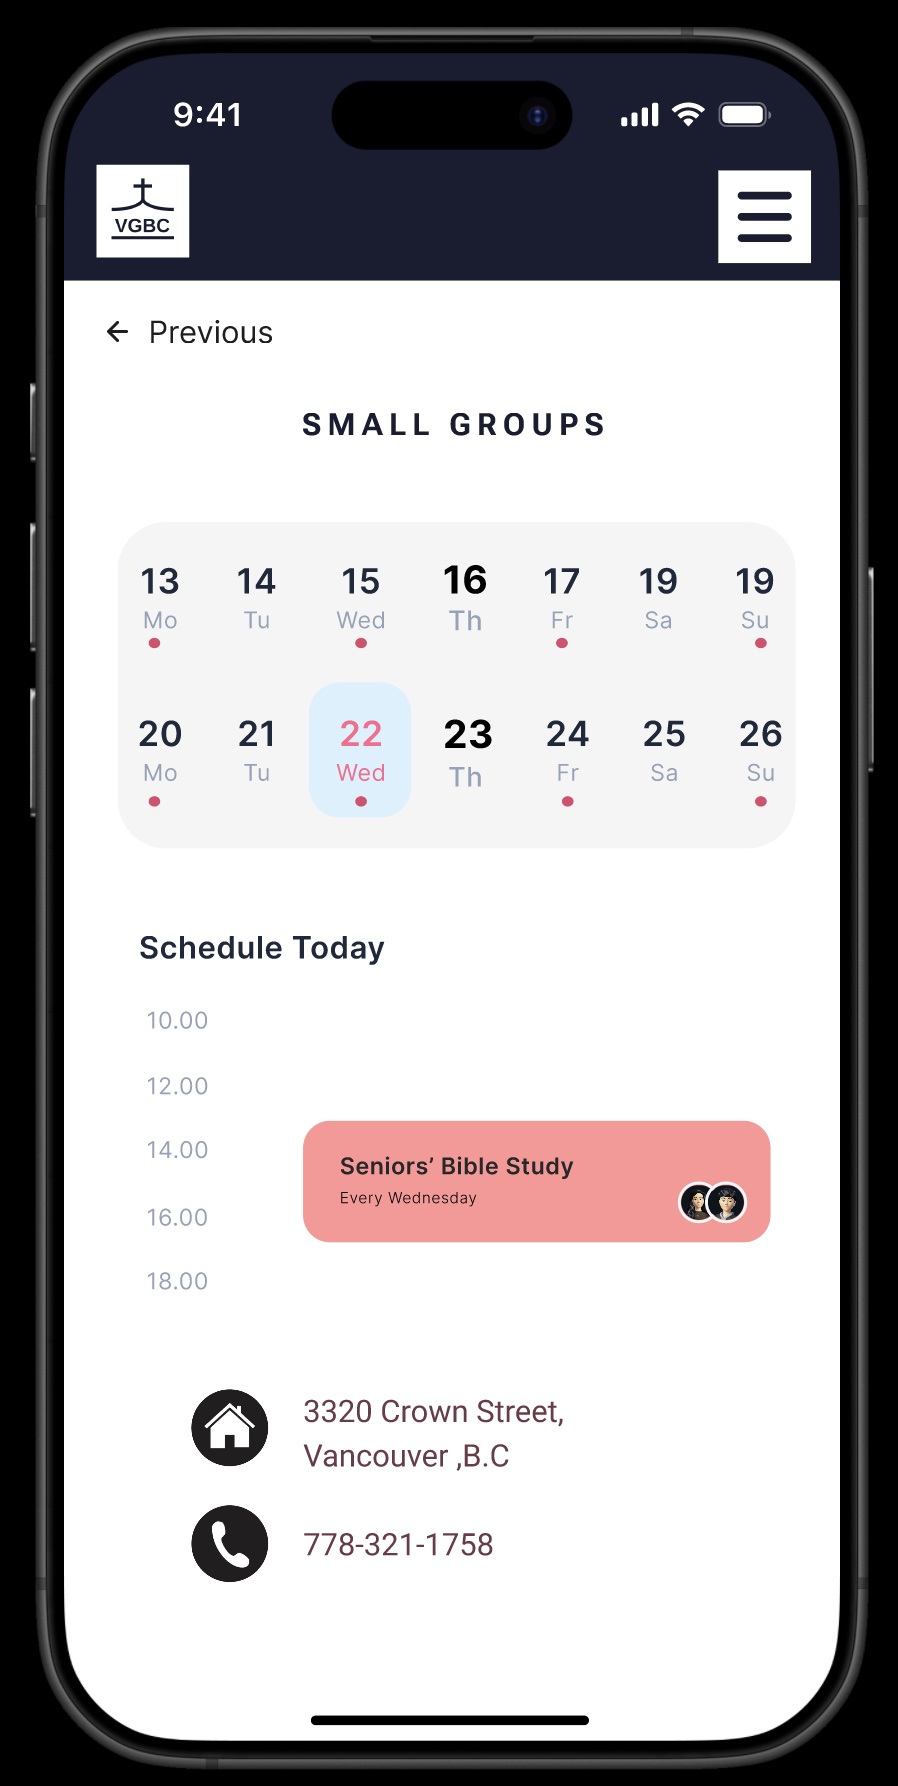 9:41
VGBC
← Previous
SMALL GROUPS
13 14 15 16 17 19 19
Mo Tu Wed Th Fr Sa Su
20 21 22 23 24 25 26
Mo Tu Wed Th Fr Sa Su
Schedule Today
10.00
12.00
14.00
Seniors’ Bible Study
Every Wednesday
16.00
18.00
3320 Crown Street,
Vancouver ,B.C
778-321-1758